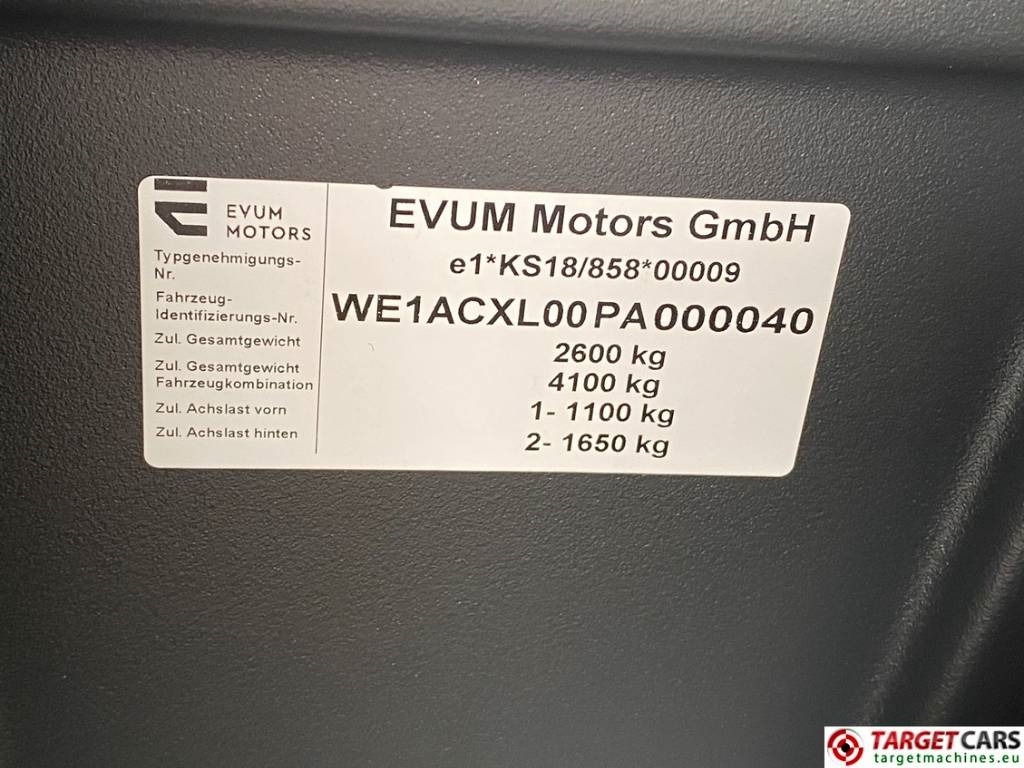 EVUM
MOTORS
EVUM Motors GmbH
Typgenehmigungs-
Nr.
e1*KS18/858*00009
Fahrzeug-
Identifizierungs-Nr.
WE1ACXL00PA000040
Zul. Gesamtgewicht
2600 kg
Zul. Gesamtgewicht
Fahrzeugkombination
4100 kg
Zul. Achslast vorn
1- 1100 kg
Zul. Achslast hinten
2- 1650 kg
TARGETCARS
targetmachines.eu